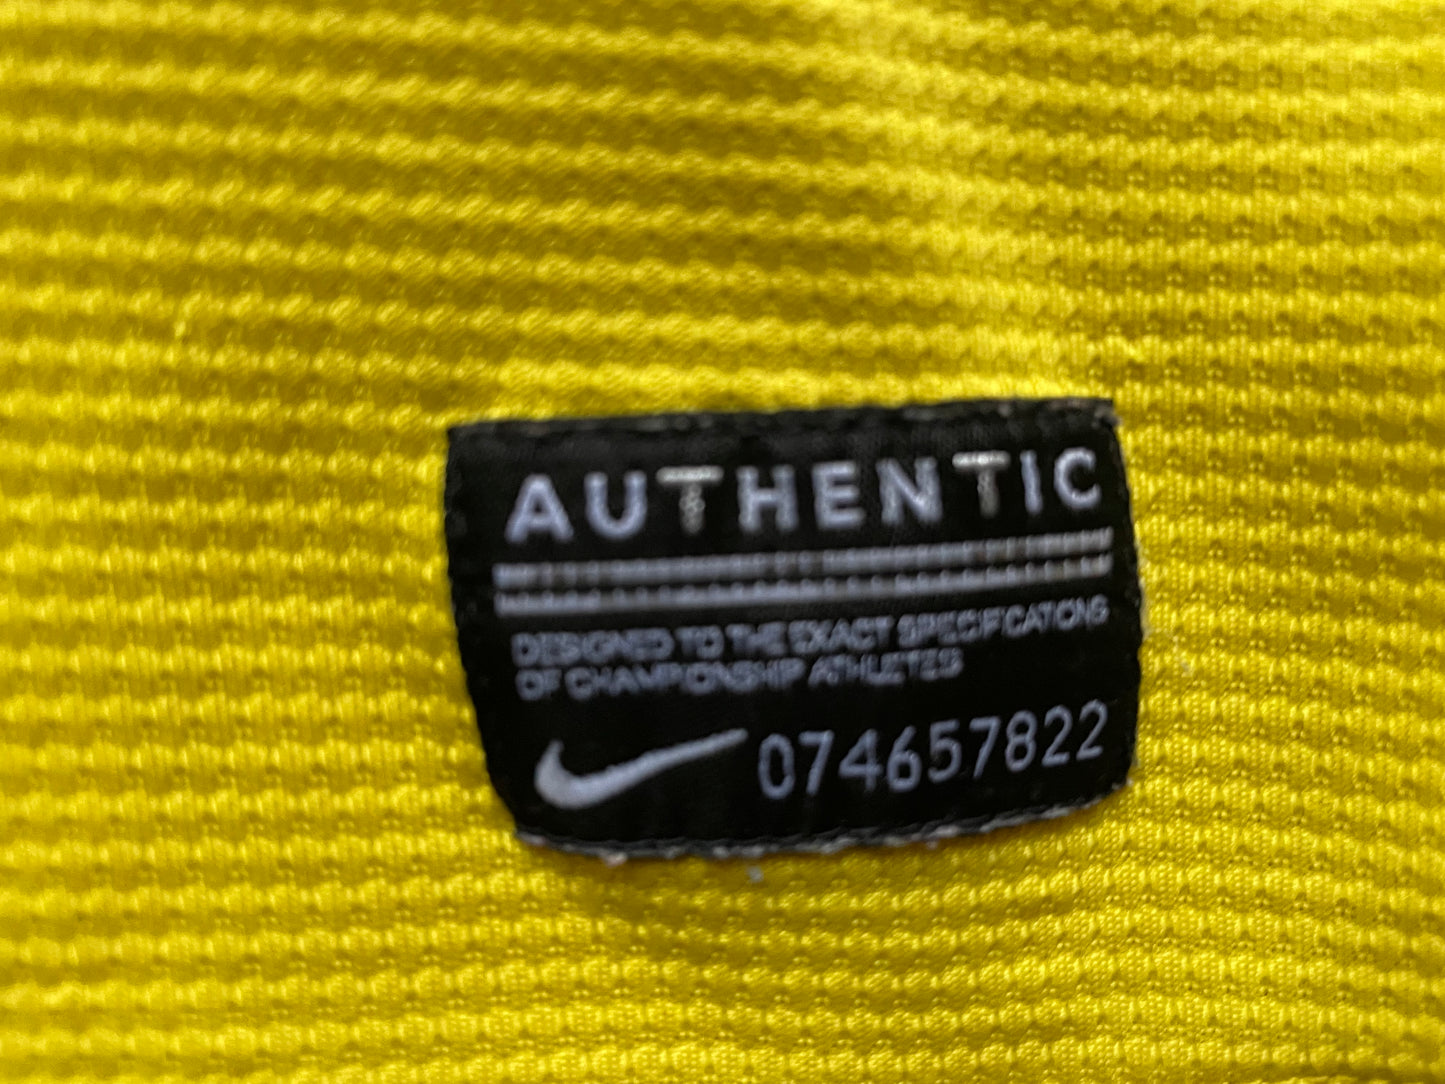 AUTHENTIC
DESIGNED TO THE EXACT SPECIFICATIONS
OF CHAMPIONSHIP ATHLETES
074657822